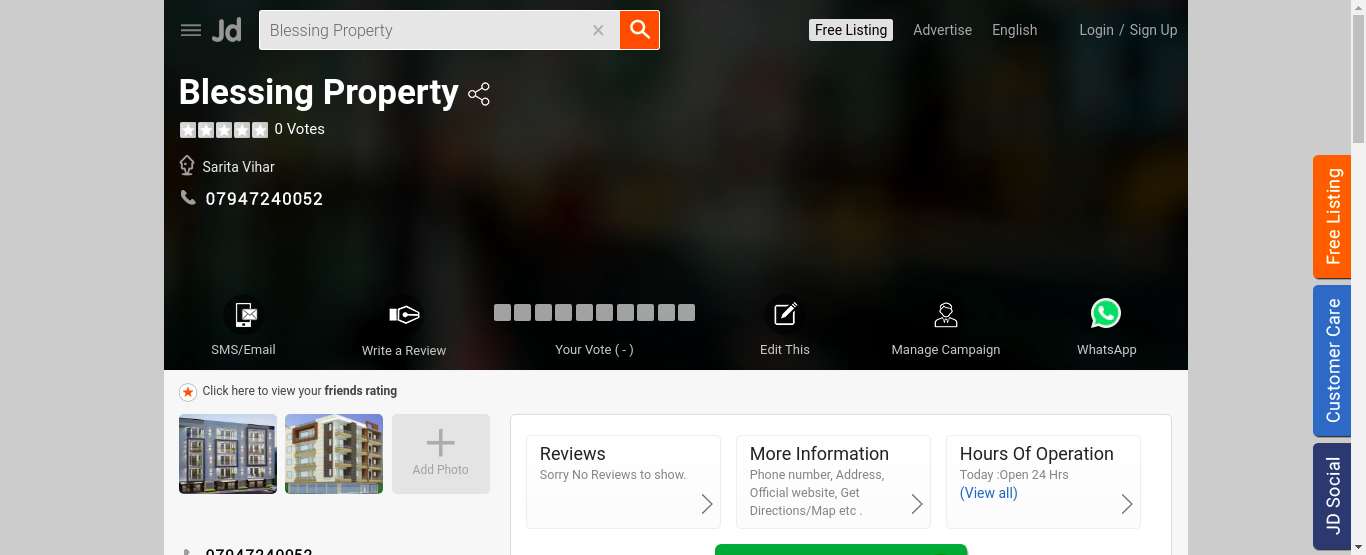 Jd
Blessing Property ×
Free Listing Advertise English Login / Sign Up
Blessing Property
0 Votes
Sarita Vihar
07947240052
SMS/Email
Write a Review
Your Vote ( - )
Edit This
Manage Campaign
WhatsApp
Free Listing
Customer Care
JD Social
Click here to view your friends rating
Add Photo
Reviews
Sorry No Reviews to show.
More Information
Phone number, Address,
Official website, Get
Directions/Map etc .
Hours Of Operation
Today :Open 24 Hrs
(View all)
07947240052